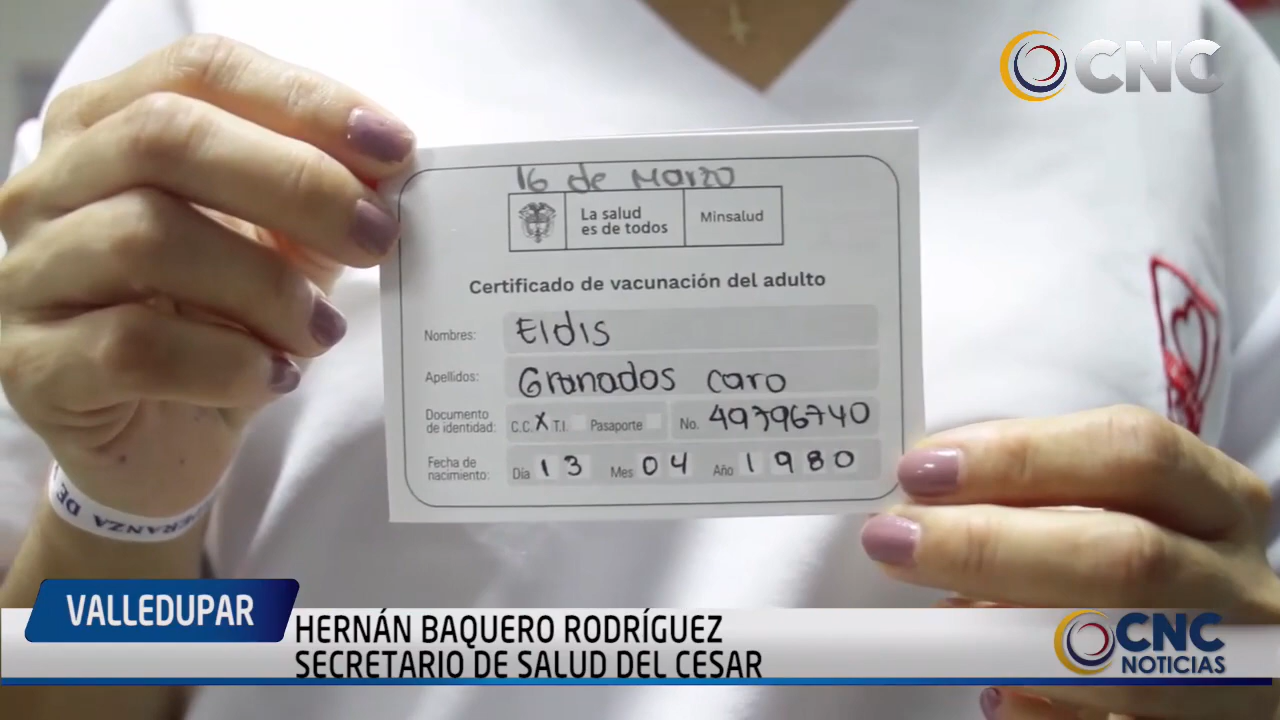 CNC
16 de Marzo
La salud
es de todos
Minsalud
Certificado de vacunación del adulto
Nombres: Eldis
Apellidos: Granados Caro
Documento
de identidad: C.C. X T.I. Pasaporte No. 49796740
Fecha de
nacimiento: Día 13 Mes 04 Año 1980
ERANZA DE
VALLEDUPAR
HERNÁN BAQUERO RODRÍGUEZ
SECRETARIO DE SALUD DEL CESAR
CNC
NOTICIAS